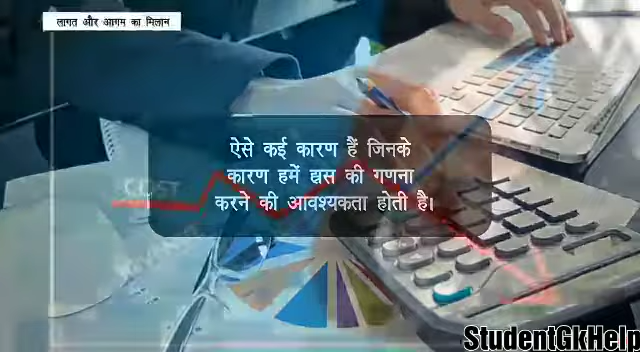 लागत और आगम का मिलान
ऐसे कई कारण हैं जिनके
कारण हमें ह्रास की गणना
करने की आवश्यकता होती है।
COST
StudentGkHelp